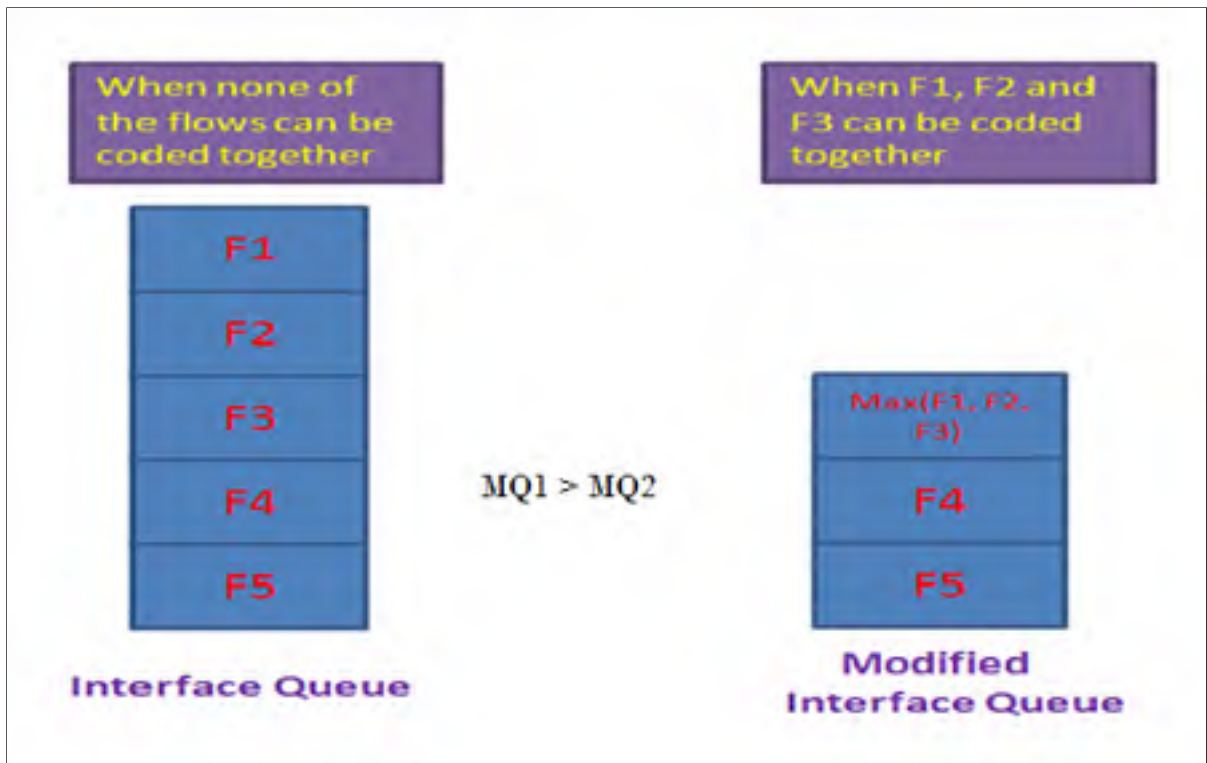 When none of
the flows can be
coded together
When F1, F2 and
F3 can be coded
together
F1
F2
F3
F4
F5
MQ1 > MQ2
Max(F1, F2,
F3)
F4
F5
Interface Queue
Modified
Interface Queue